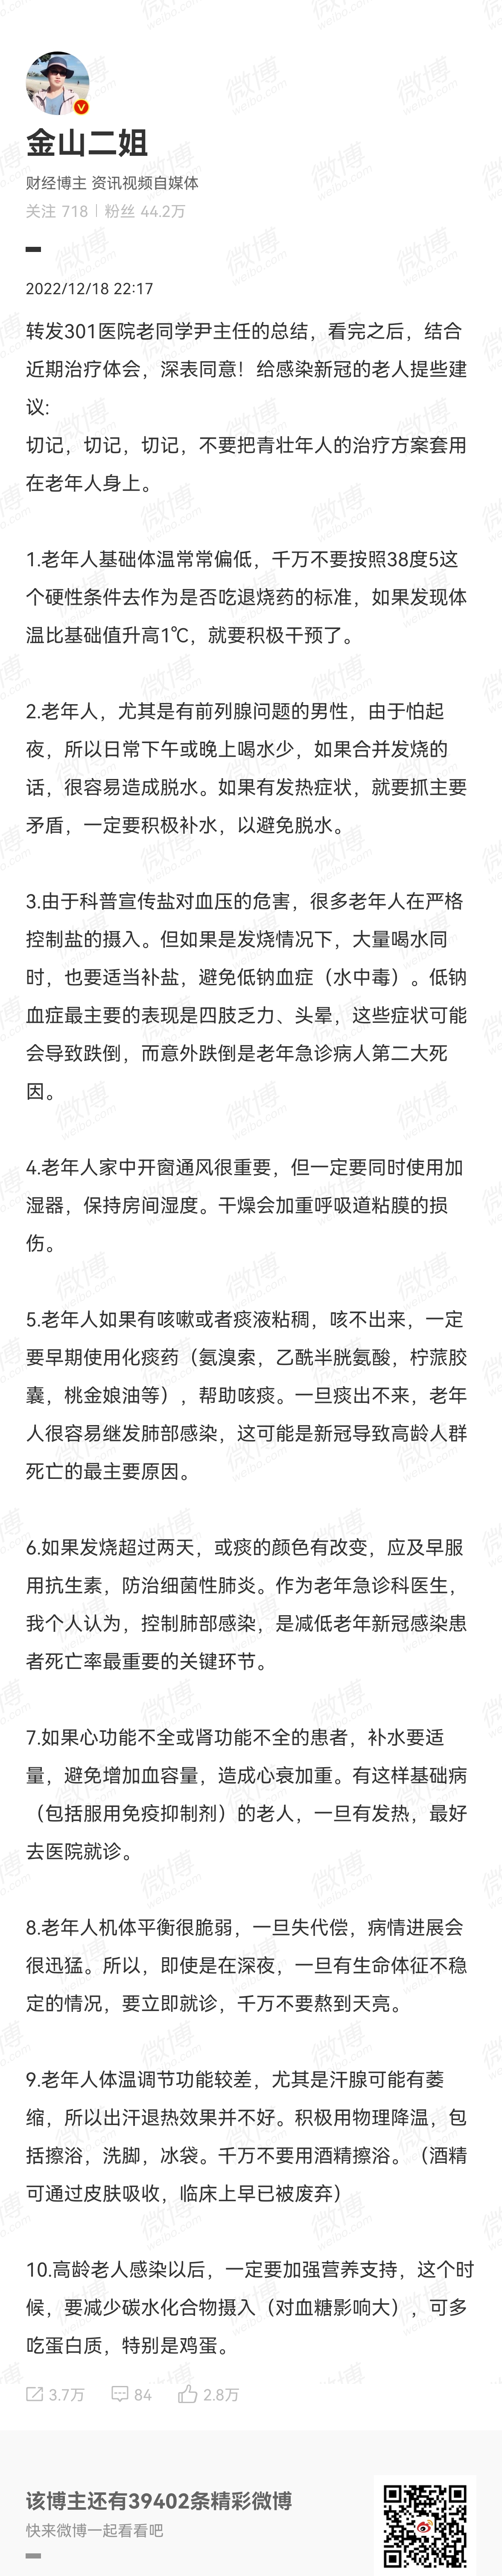 金山二姐
财经博主 资讯视频自媒体
关注 718 | 粉丝 44.2万
2022/12/18 22:17
转发301医院老同学尹主任的总结，看完之后，结合
近期治疗体会，深表同意！给感染新冠的老人提些建
议:
切记，切记，切记，不要把青壮年人的治疗方案套用
在老年人身上。
1.老年人基础体温常常偏低，千万不要按照38度5这
个硬性条件去作为是否吃退烧药的标准，如果发现体
温比基础值升高1℃，就要积极干预了。
2.老年人，尤其是有前列腺问题的男性，由于怕起
夜，所以日常下午或晚上喝水少，如果合并发烧的
话，很容易造成脱水。如果有发热症状，就要抓主要
矛盾，一定要积极补水，以避免脱水。
3.由于科普宣传盐对血压的危害，很多老年人在严格
控制盐的摄入。但如果是发烧情况下，大量喝水同
时，也要适当补盐，避免低钠血症（水中毒）。低钠
血症最主要的表现是四肢乏力、头晕，这些症状可能
会导致跌倒，而意外跌倒是老年急诊病人第二大死
因。
4.老年人家中开窗通风很重要，但一定要同时使用加
湿器，保持房间湿度。干燥会加重呼吸道粘膜的损
伤。
5.老年人如果有咳嗽或者痰液粘稠，咳不出来，一定
要早期使用化痰药（氨溴索，乙酰半胱氨酸，柠蒎胶
囊，桃金娘油等），帮助咳痰。一旦痰出不来，老年
人很容易继发肺部感染，这可能是新冠导致高龄人群
死亡的最主要原因。
6.如果发烧超过两天，或痰的颜色有改变，应及早服
用抗生素，防治细菌性肺炎。作为老年急诊科医生，
我个人认为，控制肺部感染，是减低老年新冠感染患
者死亡率最重要的关键环节。
7.如果心功能不全或肾功能不全的患者，补水要适
量，避免增加血容量，造成心衰加重。有这样基础病
（包括服用免疫抑制剂）的老人，一旦有发热，最好
去医院就诊。
8.老年人机体平衡很脆弱，一旦失代偿，病情进展会
很迅猛。所以，即使是在深夜，一旦有生命体征不稳
定的情况，要立即就诊，千万不要熬到天亮。
9.老年人体温调节功能较差，尤其是汗腺可能有萎
缩，所以出汗退热效果并不好。积极用物理降温，包
括擦浴，洗脚，冰袋。千万不要用酒精擦浴。（酒精
可通过皮肤吸收，临床上早已被废弃）
10.高龄老人感染以后，一定要加强营养支持，这个时
候，要减少碳水化合物摄入（对血糖影响大），可多
吃蛋白质，特别是鸡蛋。
3.7万 84 2.8万
该博主还有39402条精彩微博
快来微博一起看看吧